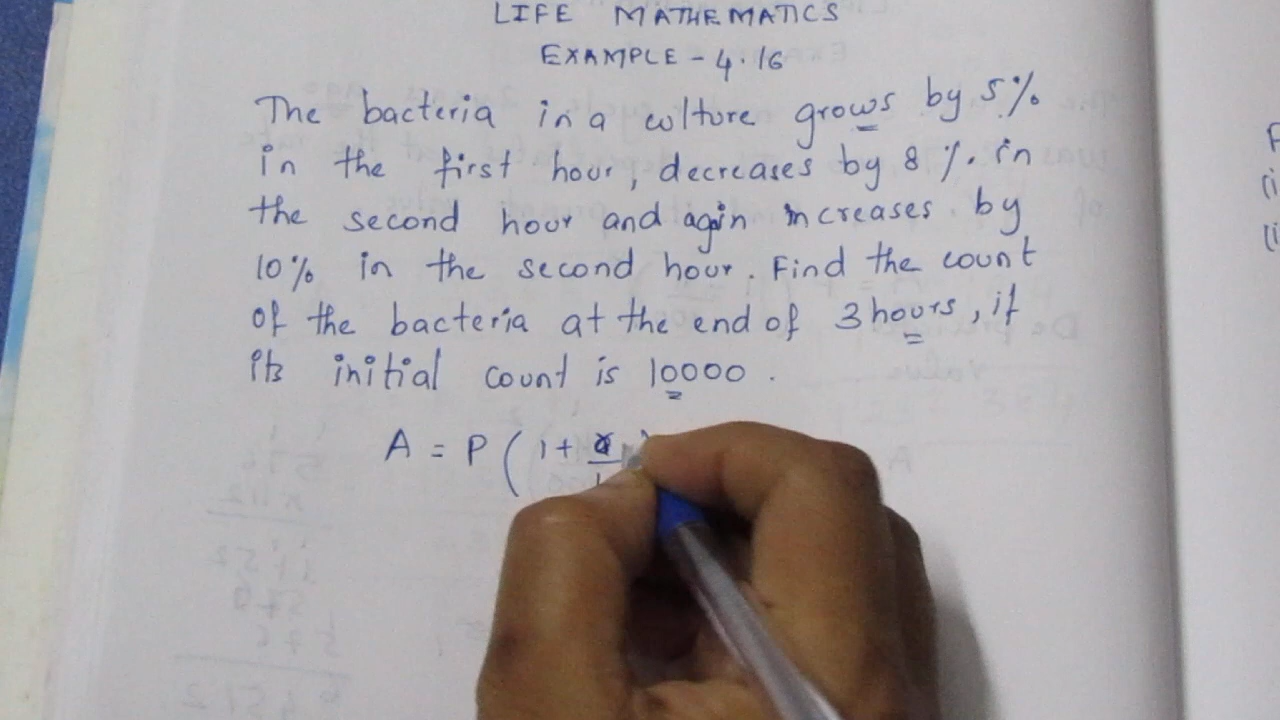 LIFE MATHEMATICS
EXAMPLE - 4.16
The bacteria in a culture grows by 5%
in the first hour, decreases by 8% in
the second hour and again increases by
10% in the second hour. Find the count
of the bacteria at the end of 3 hours, if
its initial count is 10000.
A = P ( 1 +